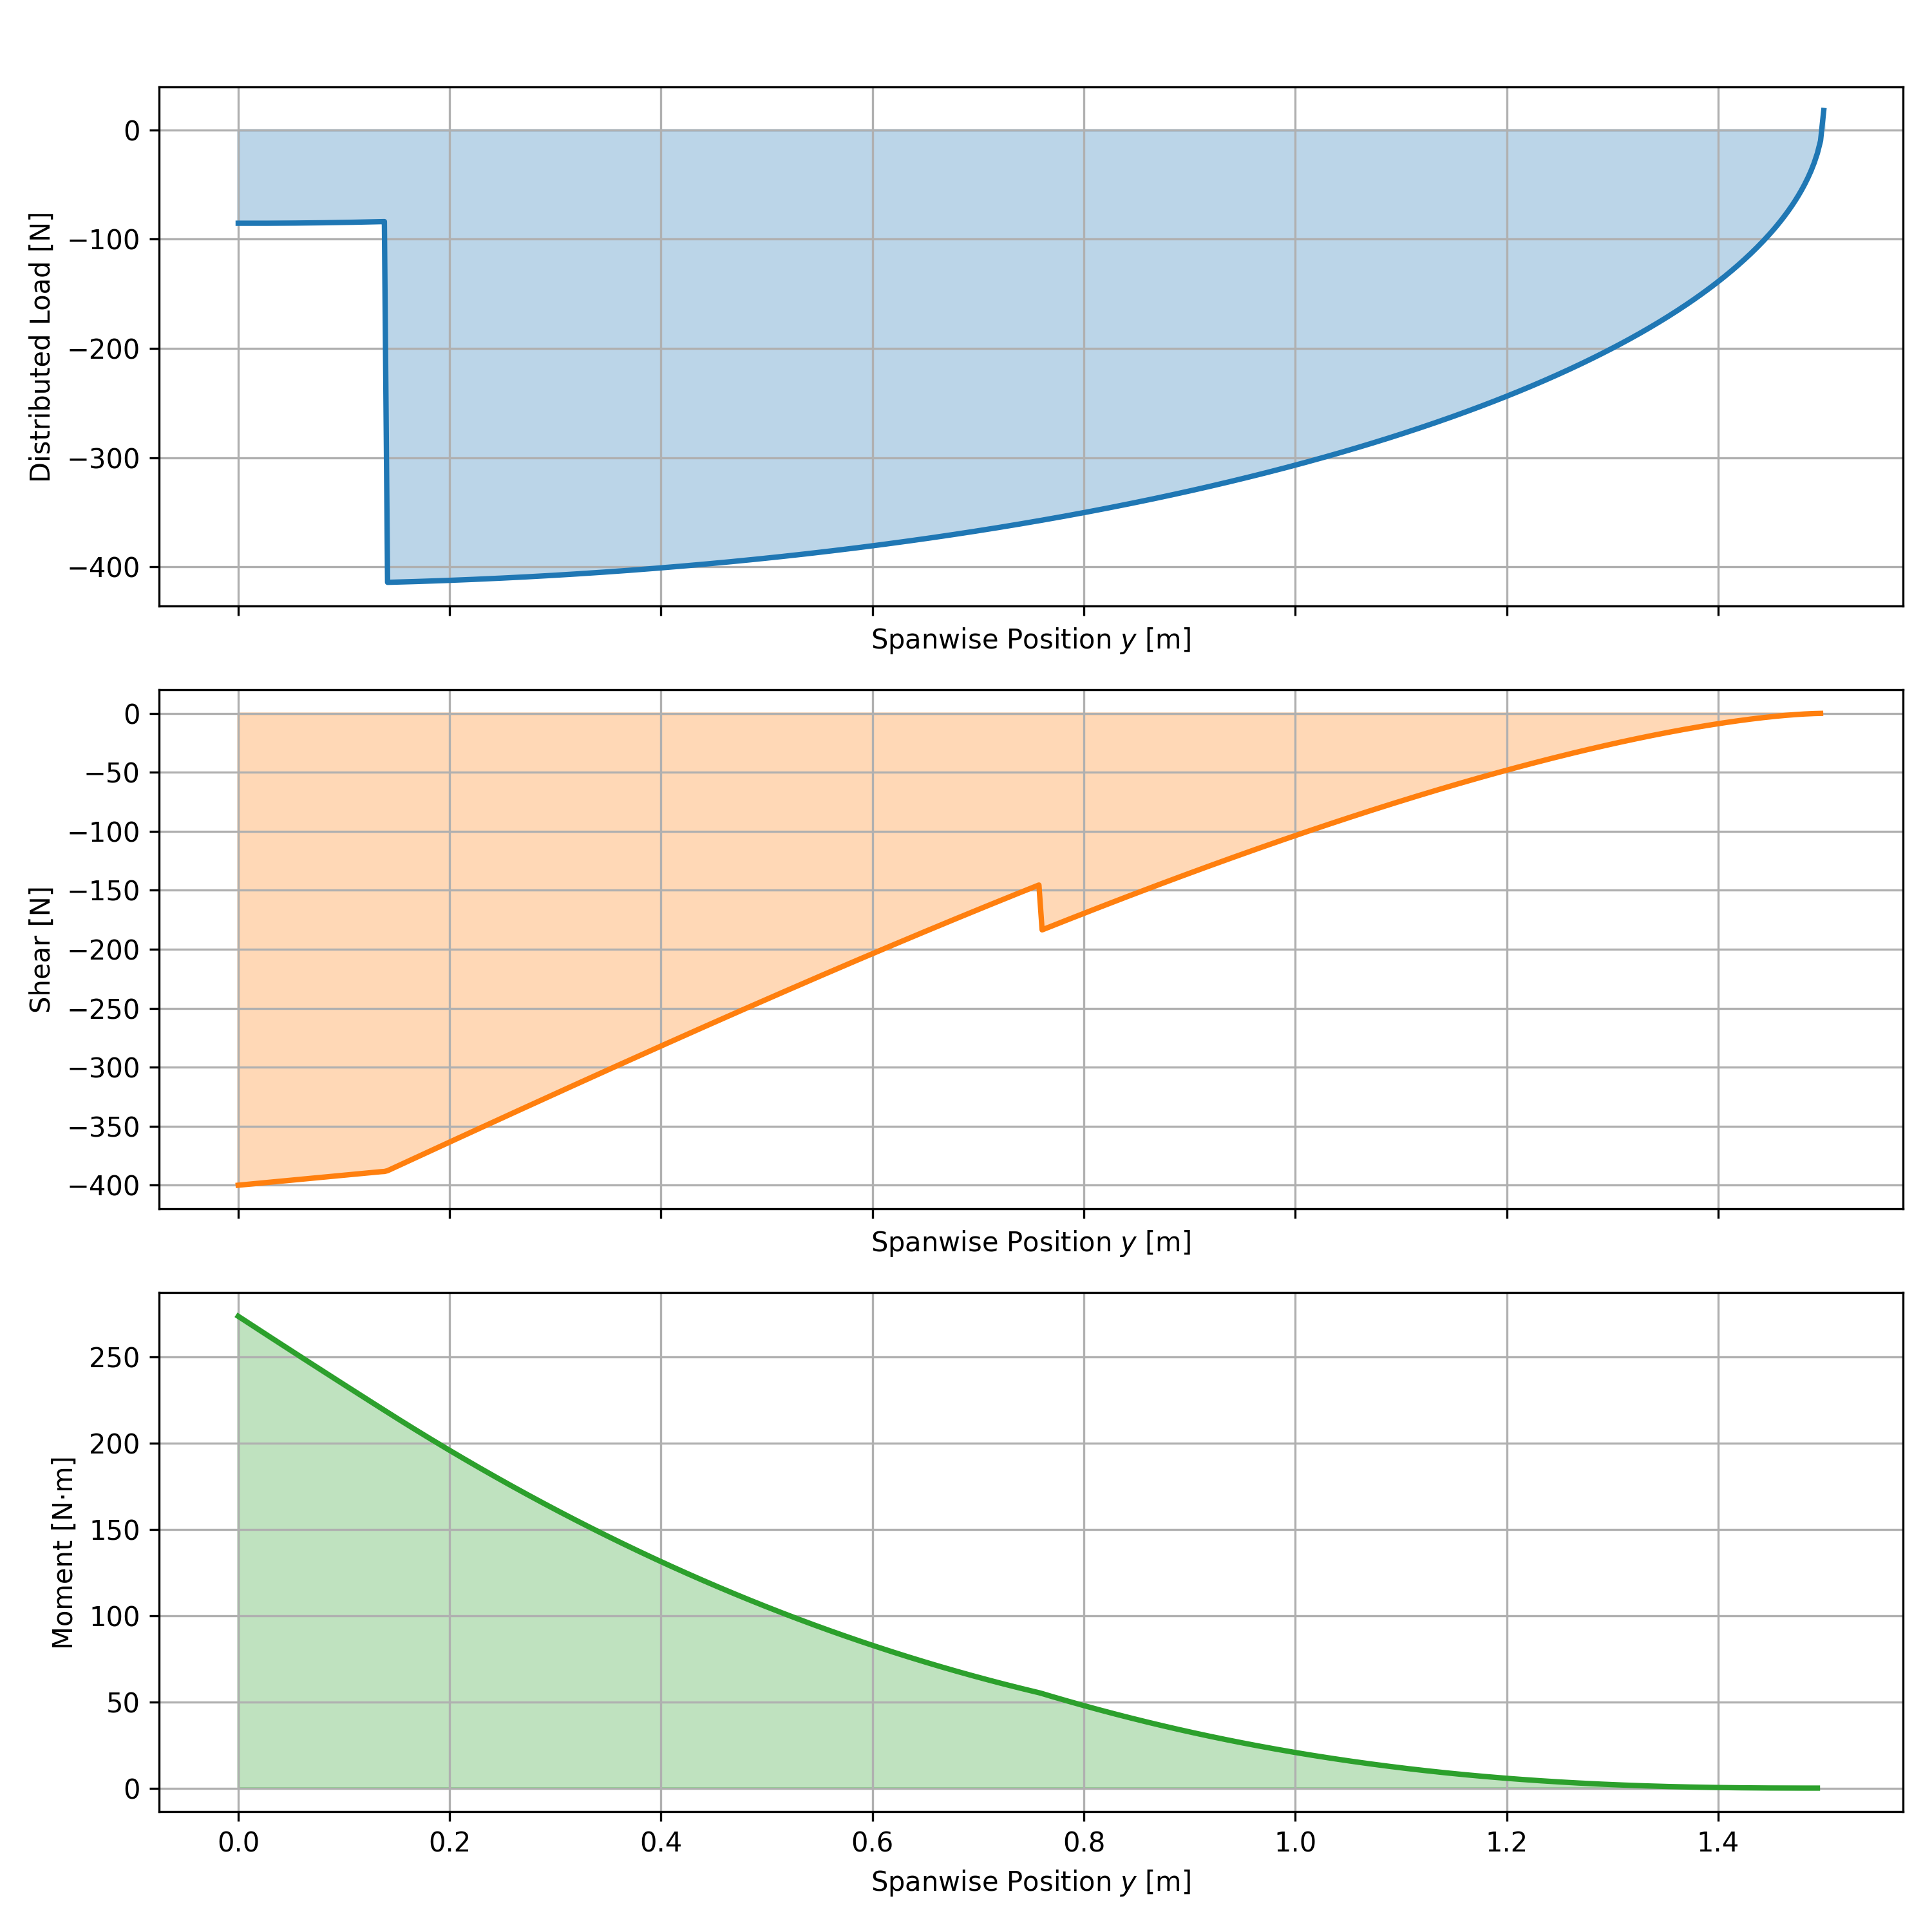 Distributed Load [N]
0
−100
−200
−300
−400
Spanwise Position y [m]
Shear [N]
0
−50
−100
−150
−200
−250
−300
−350
−400
Spanwise Position y [m]
Moment [N·m]
250
200
150
100
50
0
0.0 0.2 0.4 0.6 0.8 1.0 1.2 1.4
Spanwise Position y [m]